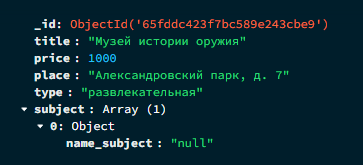 _id: ObjectId('65fddc423f7bc589e243cbe9')
title: "Музей истории оружия"
price: 1000
place: "Александровский парк, д. 7"
type: "развлекательная"
subject: Array (1)
0: Object
name_subject: "null"